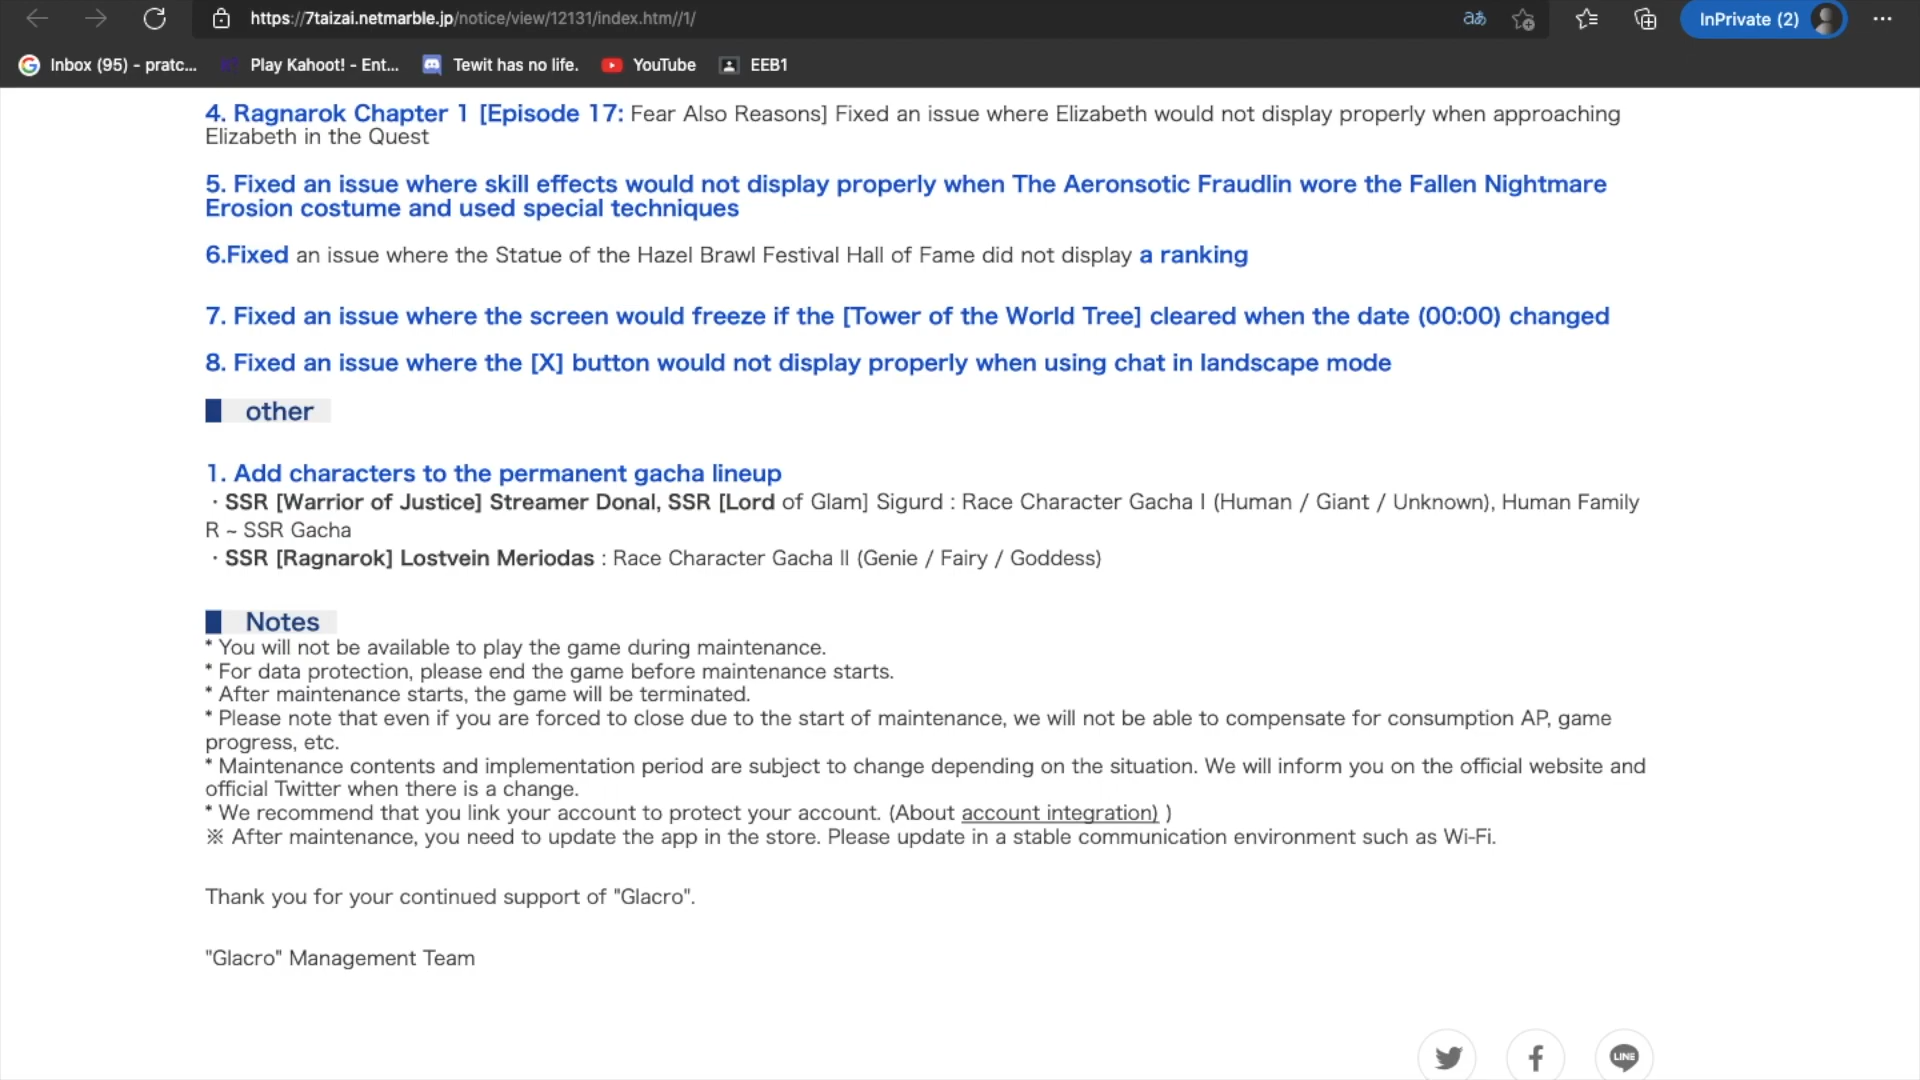 https://7taizai.netmarble.jp/notice/view/12131/index.htm//1/
aあ
InPrivate (2)
Inbox (95) - pratc...
Play Kahoot! - Ent...
Tewit has no life.
YouTube
EEB1
4. Ragnarok Chapter 1 [Episode 17: Fear Also Reasons] Fixed an issue where Elizabeth would not display properly when approaching
Elizabeth in the Quest
5. Fixed an issue where skill effects would not display properly when The Aeronsotic Fraudlin wore the Fallen Nightmare
Erosion costume and used special techniques
6.Fixed an issue where the Statue of the Hazel Brawl Festival Hall of Fame did not display a ranking
7. Fixed an issue where the screen would freeze if the [Tower of the World Tree] cleared when the date (00:00) changed
8. Fixed an issue where the [X] button would not display properly when using chat in landscape mode
other
1. Add characters to the permanent gacha lineup
・SSR [Warrior of Justice] Streamer Donal, SSR [Lord of Glam] Sigurd : Race Character Gacha I (Human / Giant / Unknown), Human Family
R ~ SSR Gacha
・SSR [Ragnarok] Lostvein Meriodas : Race Character Gacha II (Genie / Fairy / Goddess)
Notes
* You will not be available to play the game during maintenance.
* For data protection, please end the game before maintenance starts.
* After maintenance starts, the game will be terminated.
* Please note that even if you are forced to close due to the start of maintenance, we will not be able to compensate for consumption AP, game
progress, etc.
* Maintenance contents and implementation period are subject to change depending on the situation. We will inform you on the official website and
official Twitter when there is a change.
* We recommend that you link your account to protect your account. (About account integration) )
※ After maintenance, you need to update the app in the store. Please update in a stable communication environment such as Wi-Fi.
Thank you for your continued support of "Glacro".
"Glacro" Management Team
LINE